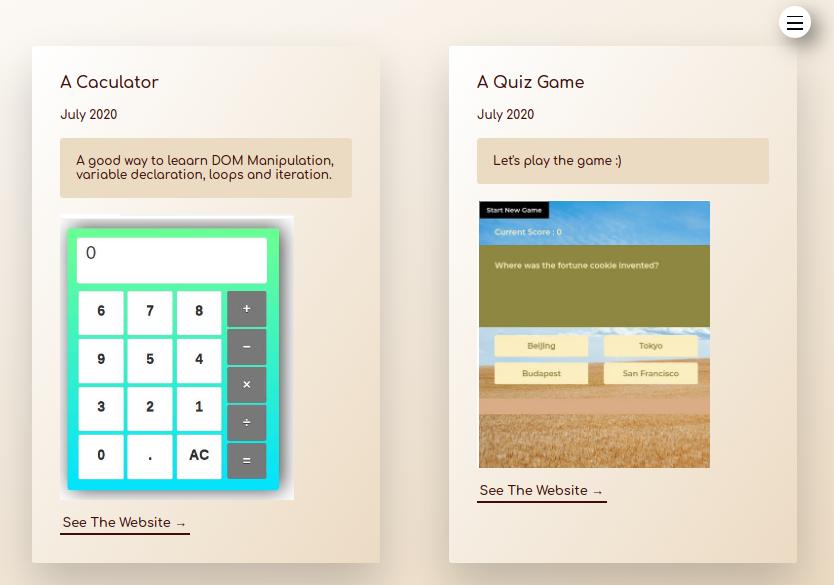 A Caculator
July 2020
A good way to leaarn DOM Manipulation,
variable declaration, loops and iteration.
0
6 7 8 +
−
9 5 4
×
3 2 1
÷
0 . AC
=
See The Website →
A Quiz Game
July 2020
Let's play the game :)
Start New Game
Current Score : 0
Where was the fortune cookie invented?
Beijing Tokyo
Budapest San Francisco
See The Website →